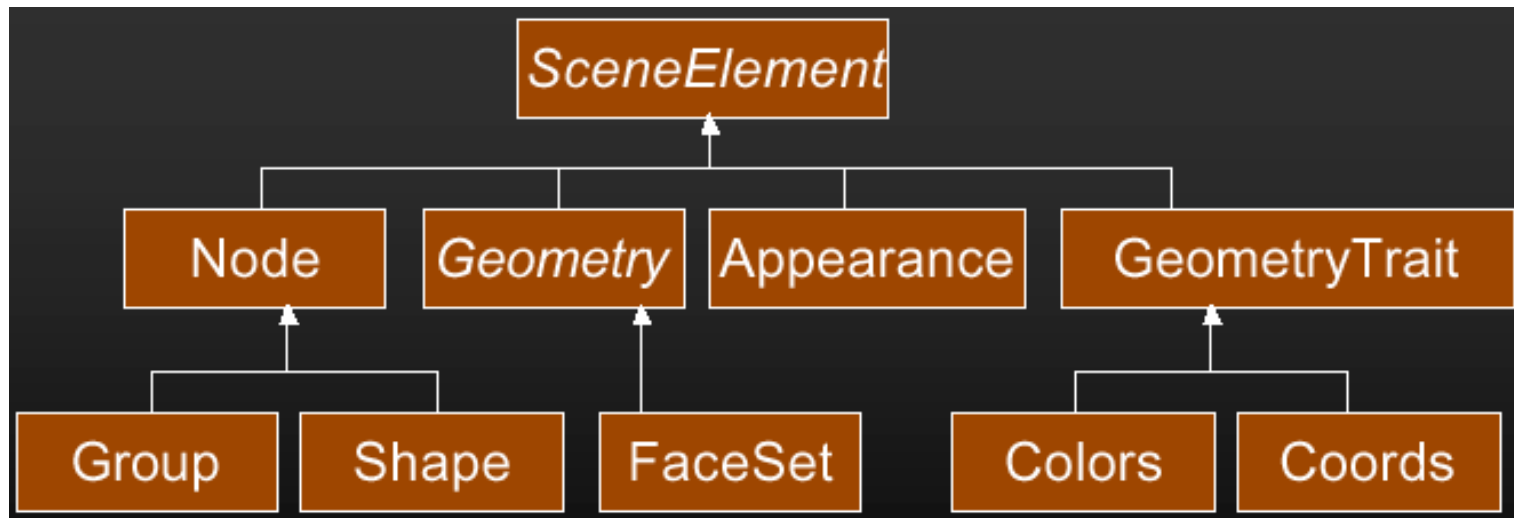 SceneElement
Node
Geometry
Appearance
GeometryTrait
Group
Shape
FaceSet
Colors
Coords